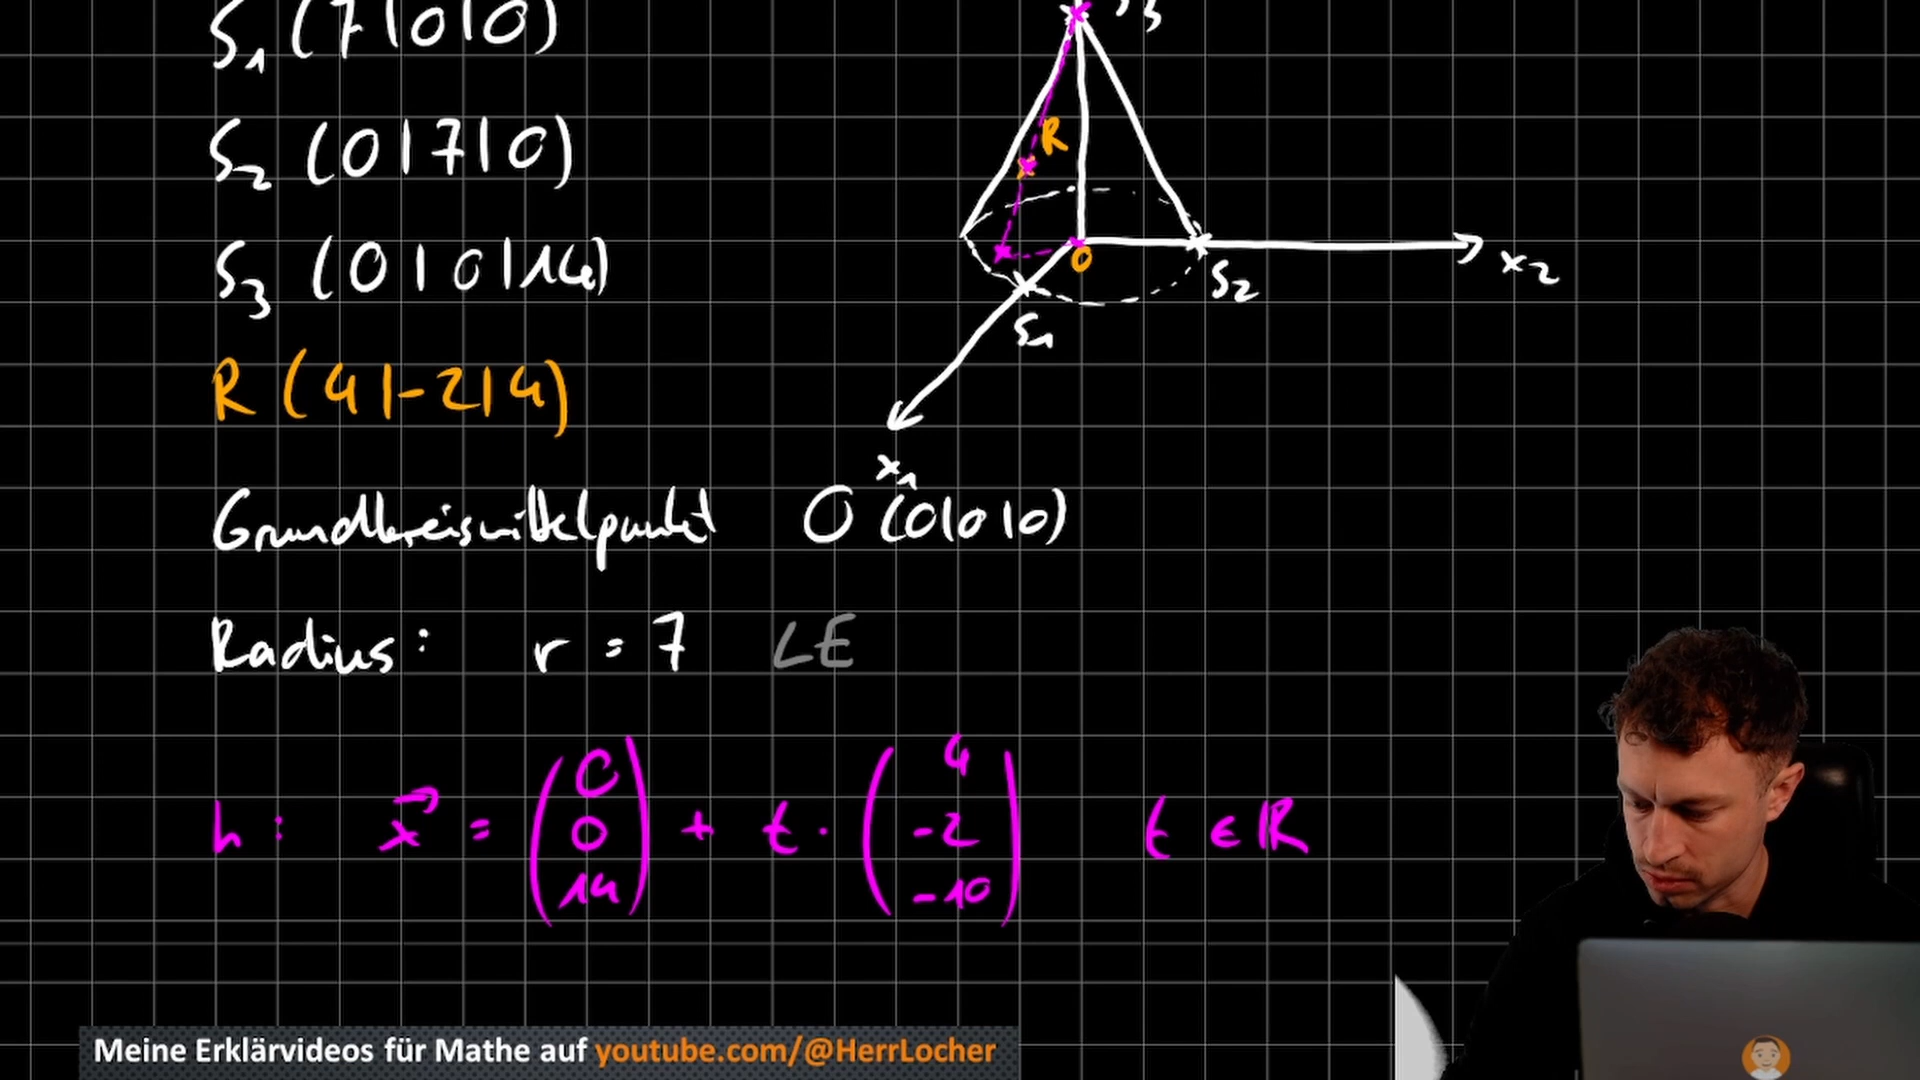 S₁ (7|0|0)
S₂ (0|7|0)
S₃ (0|0|14)
R (4|-2|4)
R
0
S₂
x₂
S₁
x₁
Grundkreismittelpunkt O (0|0|0)
Radius: r = 7 LE
h: x⃗ = (0 0 14) + t · (4 -2 -10) t ∈ ℝ
Meine Erklärvideos für Mathe auf youtube.com/@HerrLocher